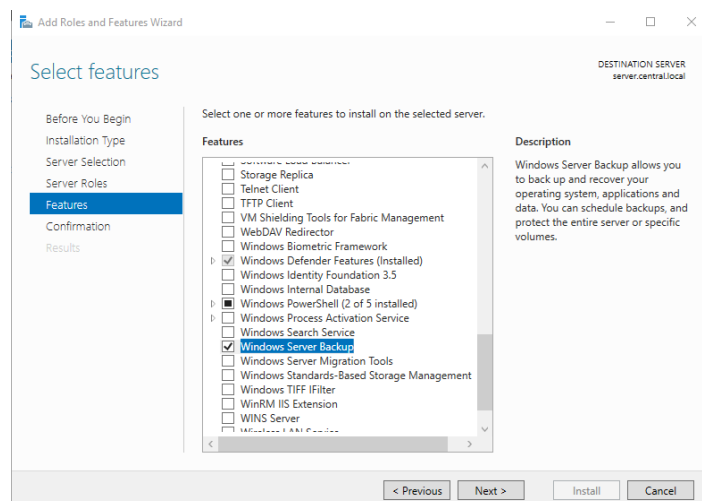 Add Roles and Features Wizard
Select features
DESTINATION SERVER
server.central.local
Before You Begin
Installation Type
Server Selection
Server Roles
Features
Confirmation
Results
Select one or more features to install on the selected server.
Features
Software Load Balancer
Storage Replica
Telnet Client
TFTP Client
VM Shielding Tools for Fabric Management
WebDAV Redirector
Windows Biometric Framework
Windows Defender Features (Installed)
Windows Identity Foundation 3.5
Windows Internal Database
Windows PowerShell (2 of 5 installed)
Windows Process Activation Service
Windows Search Service
Windows Server Backup
Windows Server Migration Tools
Windows Standards-Based Storage Management
Windows TIFF IFilter
WinRM IIS Extension
WINS Server
Wireless LAN Service
Description
Windows Server Backup allows you
to back up and recover your
operating system, applications and
data. You can schedule backups, and
protect the entire server or specific
volumes.
< Previous
Next >
Install
Cancel